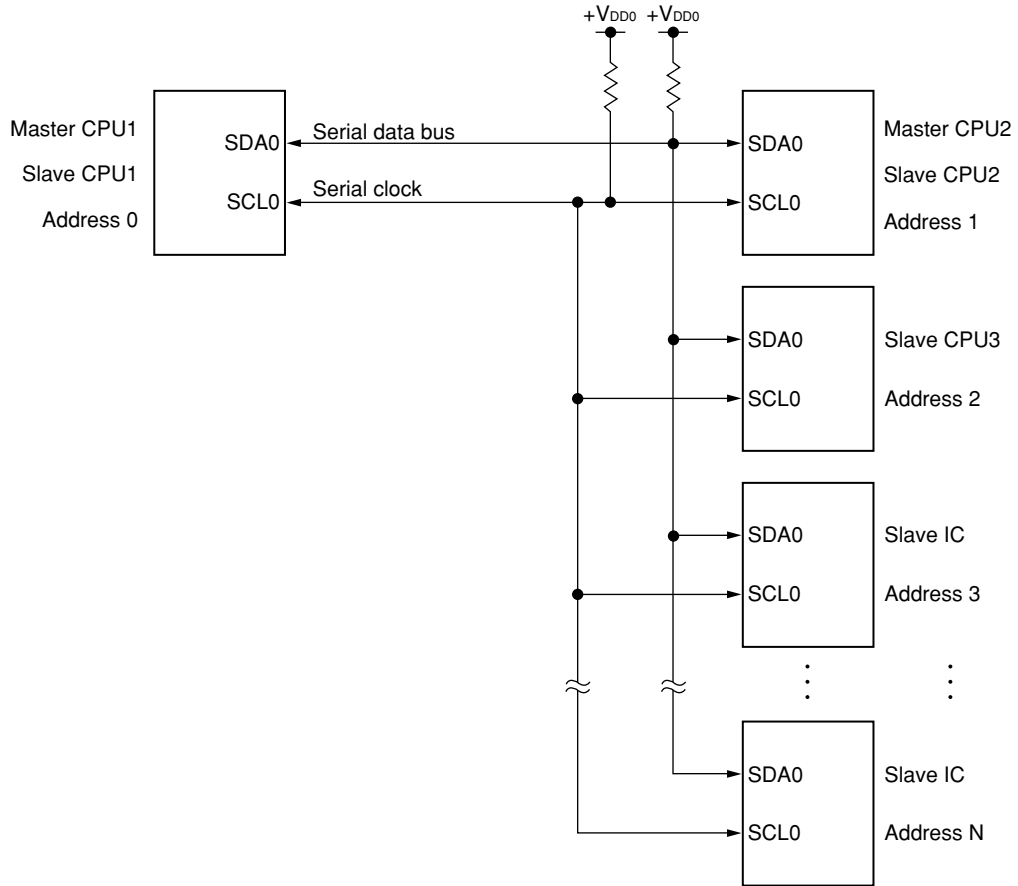 +VDD0 +VDD0
Master CPU1
Slave CPU1
Address 0
SDA0
SCL0
Serial data bus
Serial clock
SDA0
SCL0
Master CPU2
Slave CPU2
Address 1
SDA0
SCL0
Slave CPU3
Address 2
SDA0
SCL0
Slave IC
Address 3
SDA0
SCL0
Slave IC
Address N